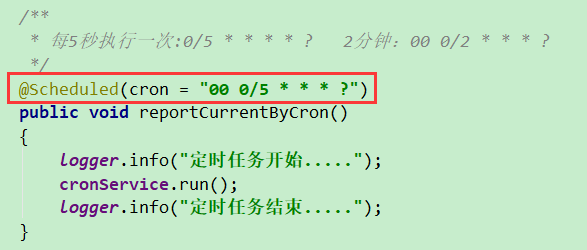 /**
* 每5秒执行一次:0/5 * * * * ?   2分钟：00 0/2 * * * ?
*/
@Scheduled(cron = "00 0/5 * * * ?")
public void reportCurrentByCron()
{
logger.info("定时任务开始.....");
cronService.run();
logger.info("定时任务结束.....");
}